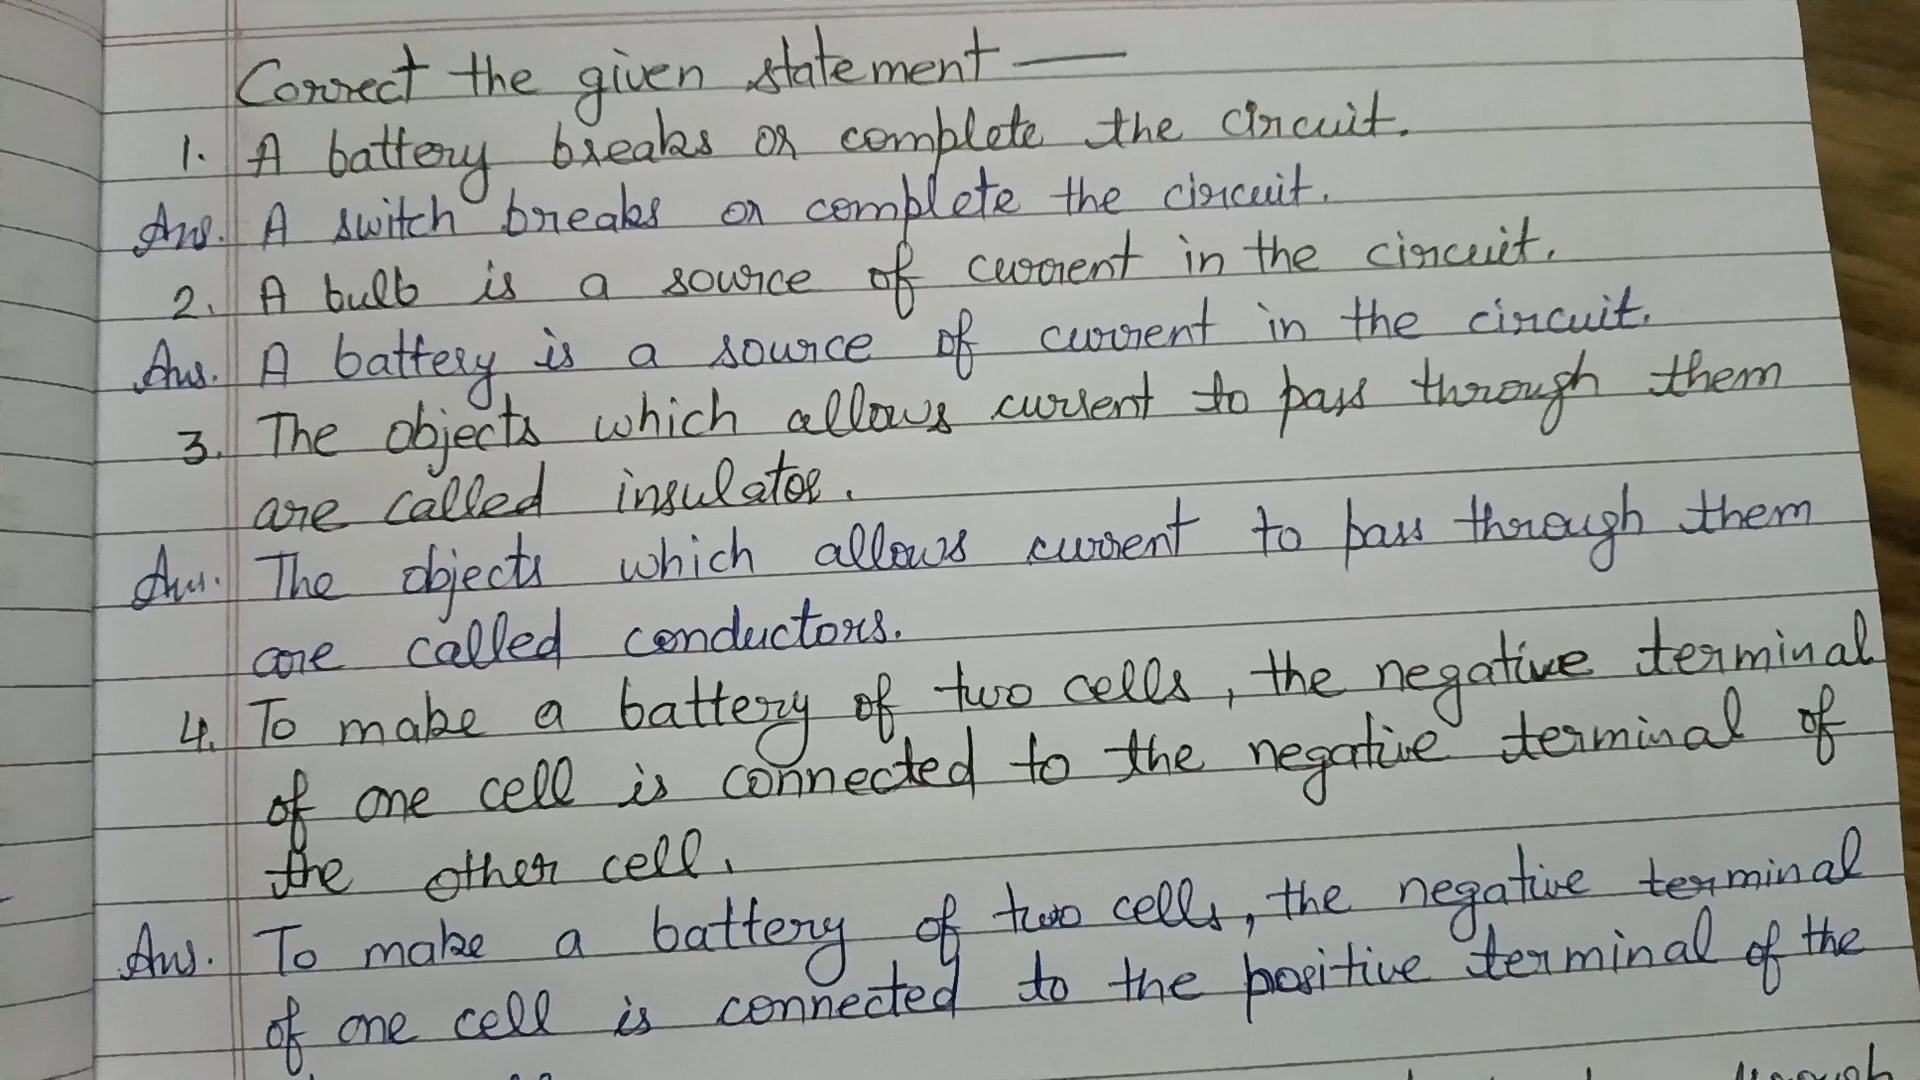 Correct the given statement —
1. A battery breaks or complete the circuit.
Ans. A switch breaks or complete the circuit.
2. A bulb is a source of current in the circuit.
Ans. A battery is a source of current in the circuit.
3. The objects which allows current to pass through them
are called insulator.
Ans. The objects which allows current to pass through them
are called conductors.
4. To make a battery of two cells, the negative terminal
of one cell is connected to the negative terminal of
the other cell.
Ans. To make a battery of two cells, the negative terminal
of one cell is connected to the positive terminal of the